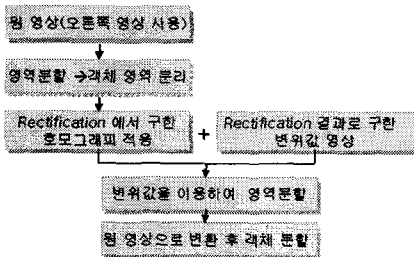 원 영상(오른쪽 영상 사용)
영역분할 →객체 영역 분리
Rectification 에서 구한
호모그래피 적용
+
Rectification 결과로 구한
변위값 영상
변위값을 이용하여 영역분할
원 영상으로 변환 후 객체 분할